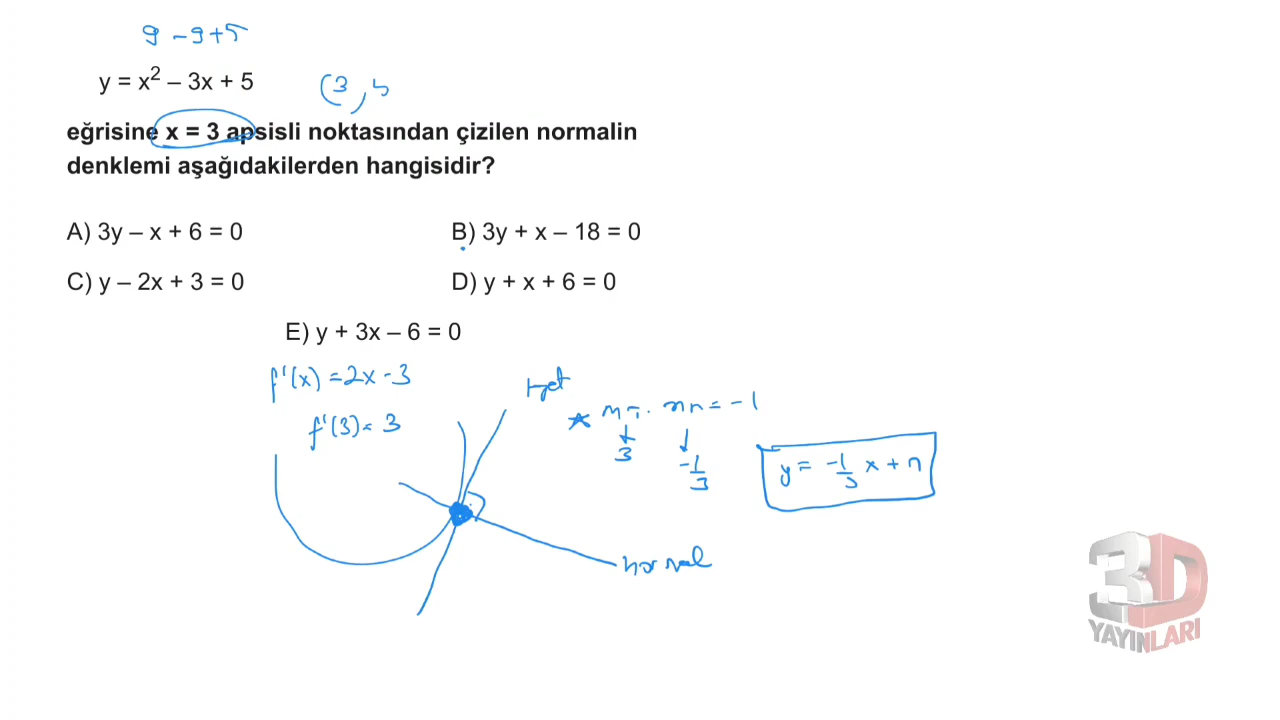 9 - 9 + 5
y = x² – 3x + 5
(3, 5
eğrisine x = 3 apsisli noktasından çizilen normalin
denklemi aşağıdakilerden hangisidir?
A) 3y – x + 6 = 0
B) 3y + x – 18 = 0
C) y – 2x + 3 = 0
D) y + x + 6 = 0
E) y + 3x – 6 = 0
f'(x) = 2x - 3
f'(3) = 3
mT . mn = -1
3
-1/3
y = -1/3 x + n
normal
3D
YAYINLARI